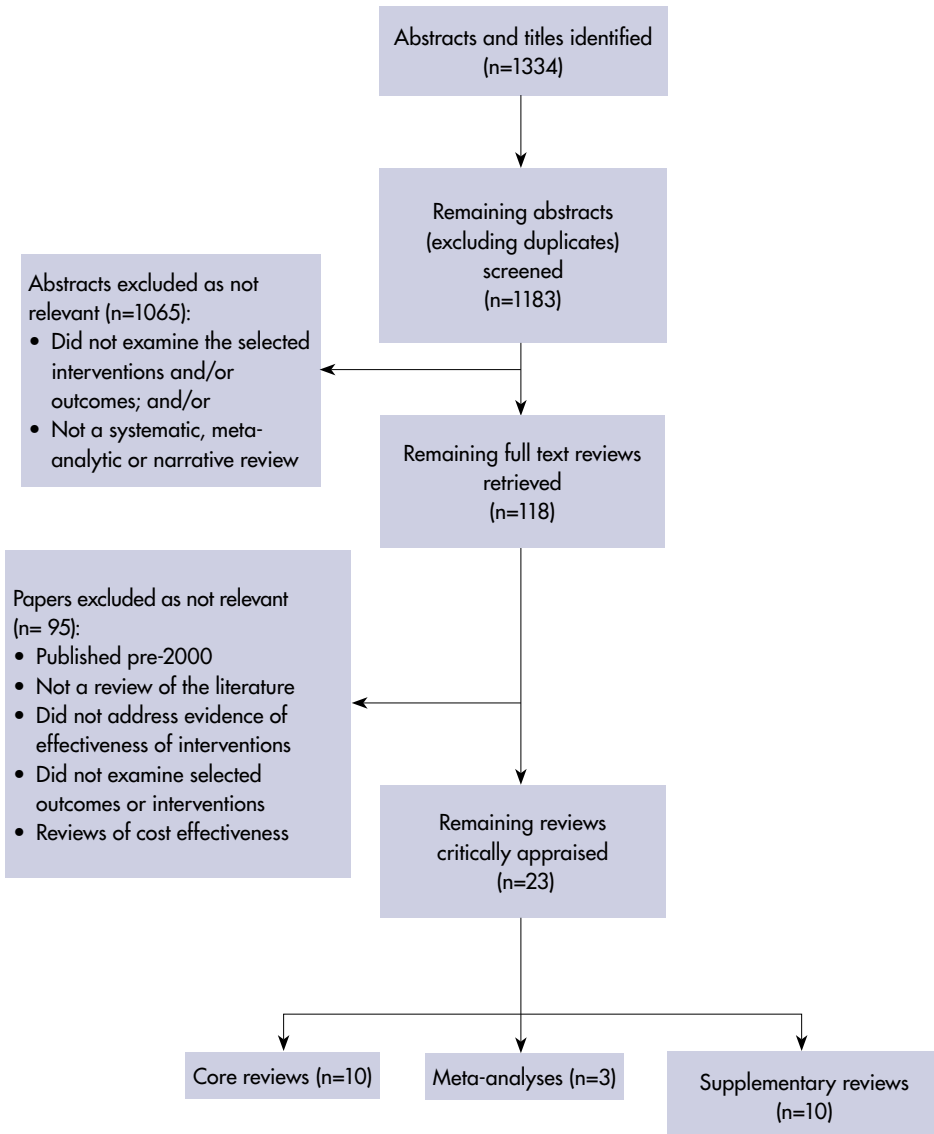 Abstracts and titles identified
(n=1334)
Remaining abstracts
(excluding duplicates)
screened
(n=1183)
Abstracts excluded as not
relevant (n=1065):
• Did not examine the selected
interventions and/or
outcomes; and/or
• Not a systematic, meta-
analytic or narrative review
Remaining full text reviews
retrieved
(n=118)
Papers excluded as not relevant
(n= 95):
• Published pre-2000
• Not a review of the literature
• Did not address evidence of
effectiveness of interventions
• Did not examine selected
outcomes or interventions
• Reviews of cost effectiveness
Remaining reviews
critically appraised
(n=23)
Core reviews (n=10)
Meta-analyses (n=3)
Supplementary reviews
(n=10)